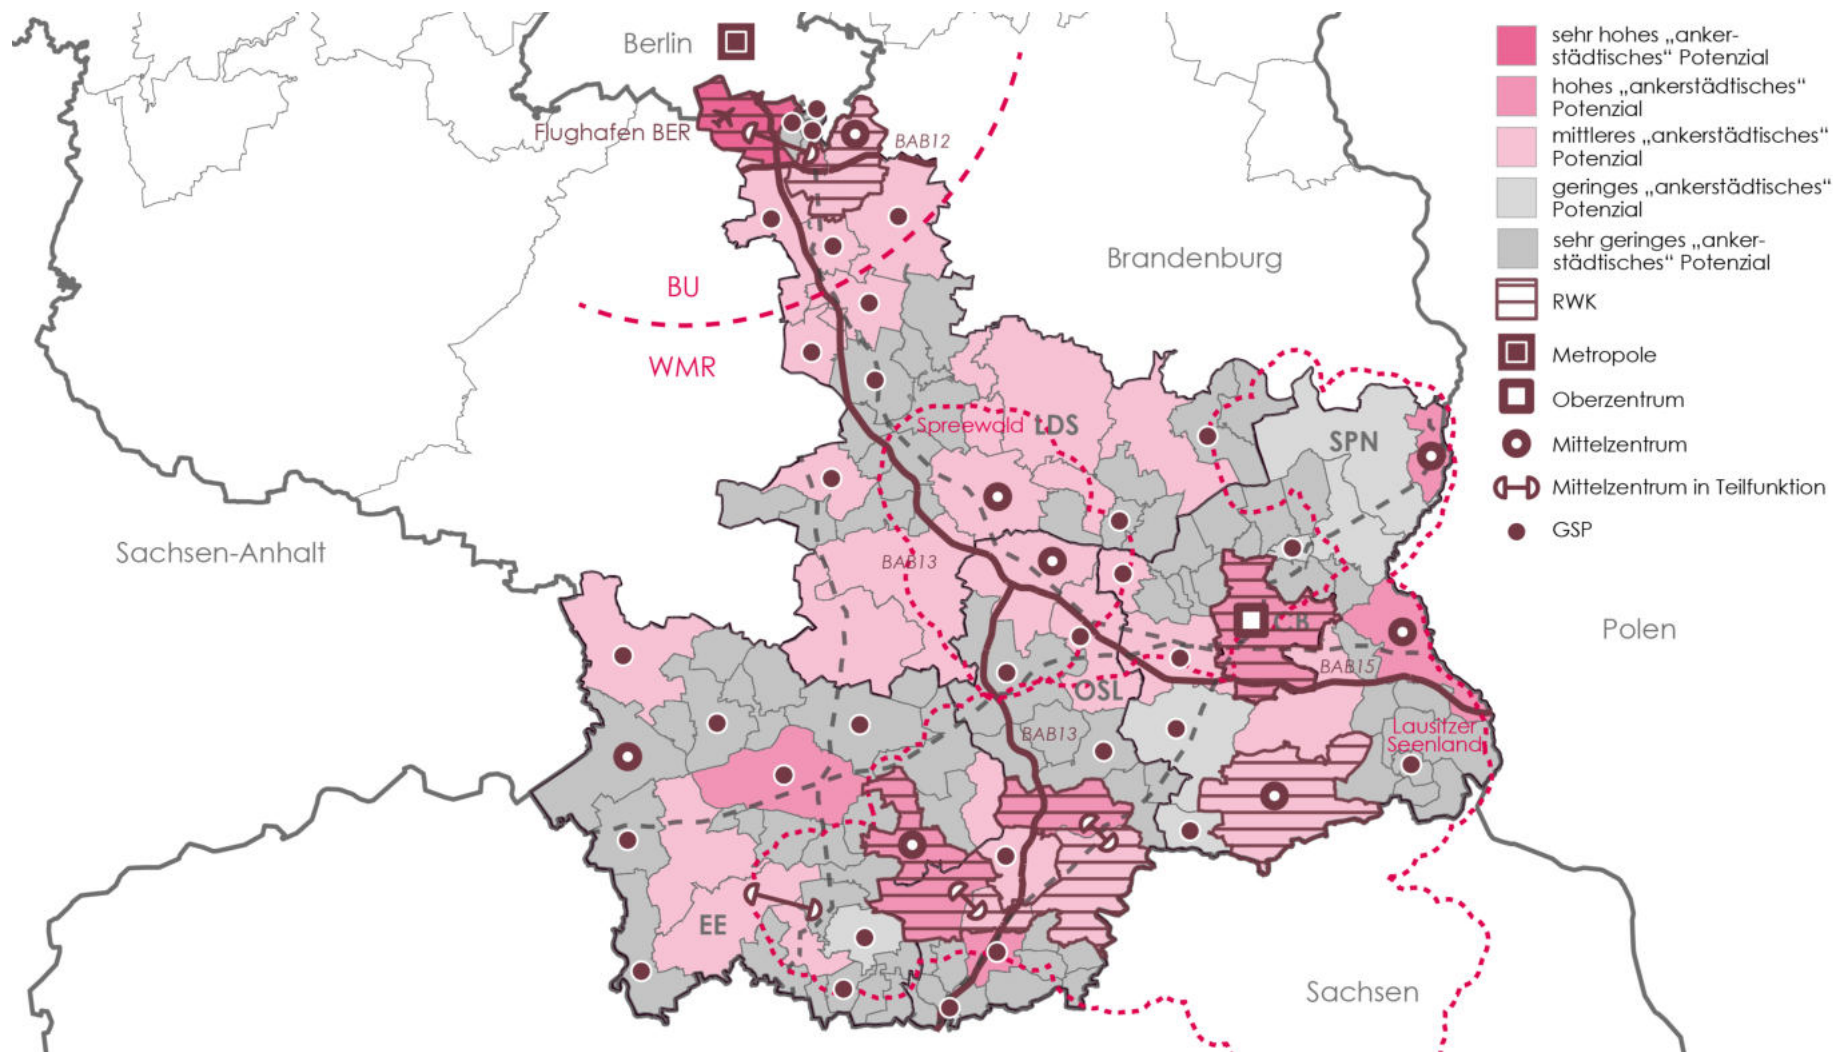 Berlin
Flughafen BER
BAB12
BU
WMR
Brandenburg
Spreewald
LDS
SPN
Sachsen-Anhalt
BAB13
CB
Polen
BAB15
OSL
BAB13
Lausitzer
Seenland
EE
Sachsen
sehr hohes „anker-
städtisches“ Potenzial
hohes „ankerstädtisches“
Potenzial
mittleres „ankerstädtisches“
Potenzial
geringes „ankerstädtisches“
Potenzial
sehr geringes „anker-
städtisches“ Potenzial
RWK
Metropole
Oberzentrum
Mittelzentrum
Mittelzentrum in Teilfunktion
GSP